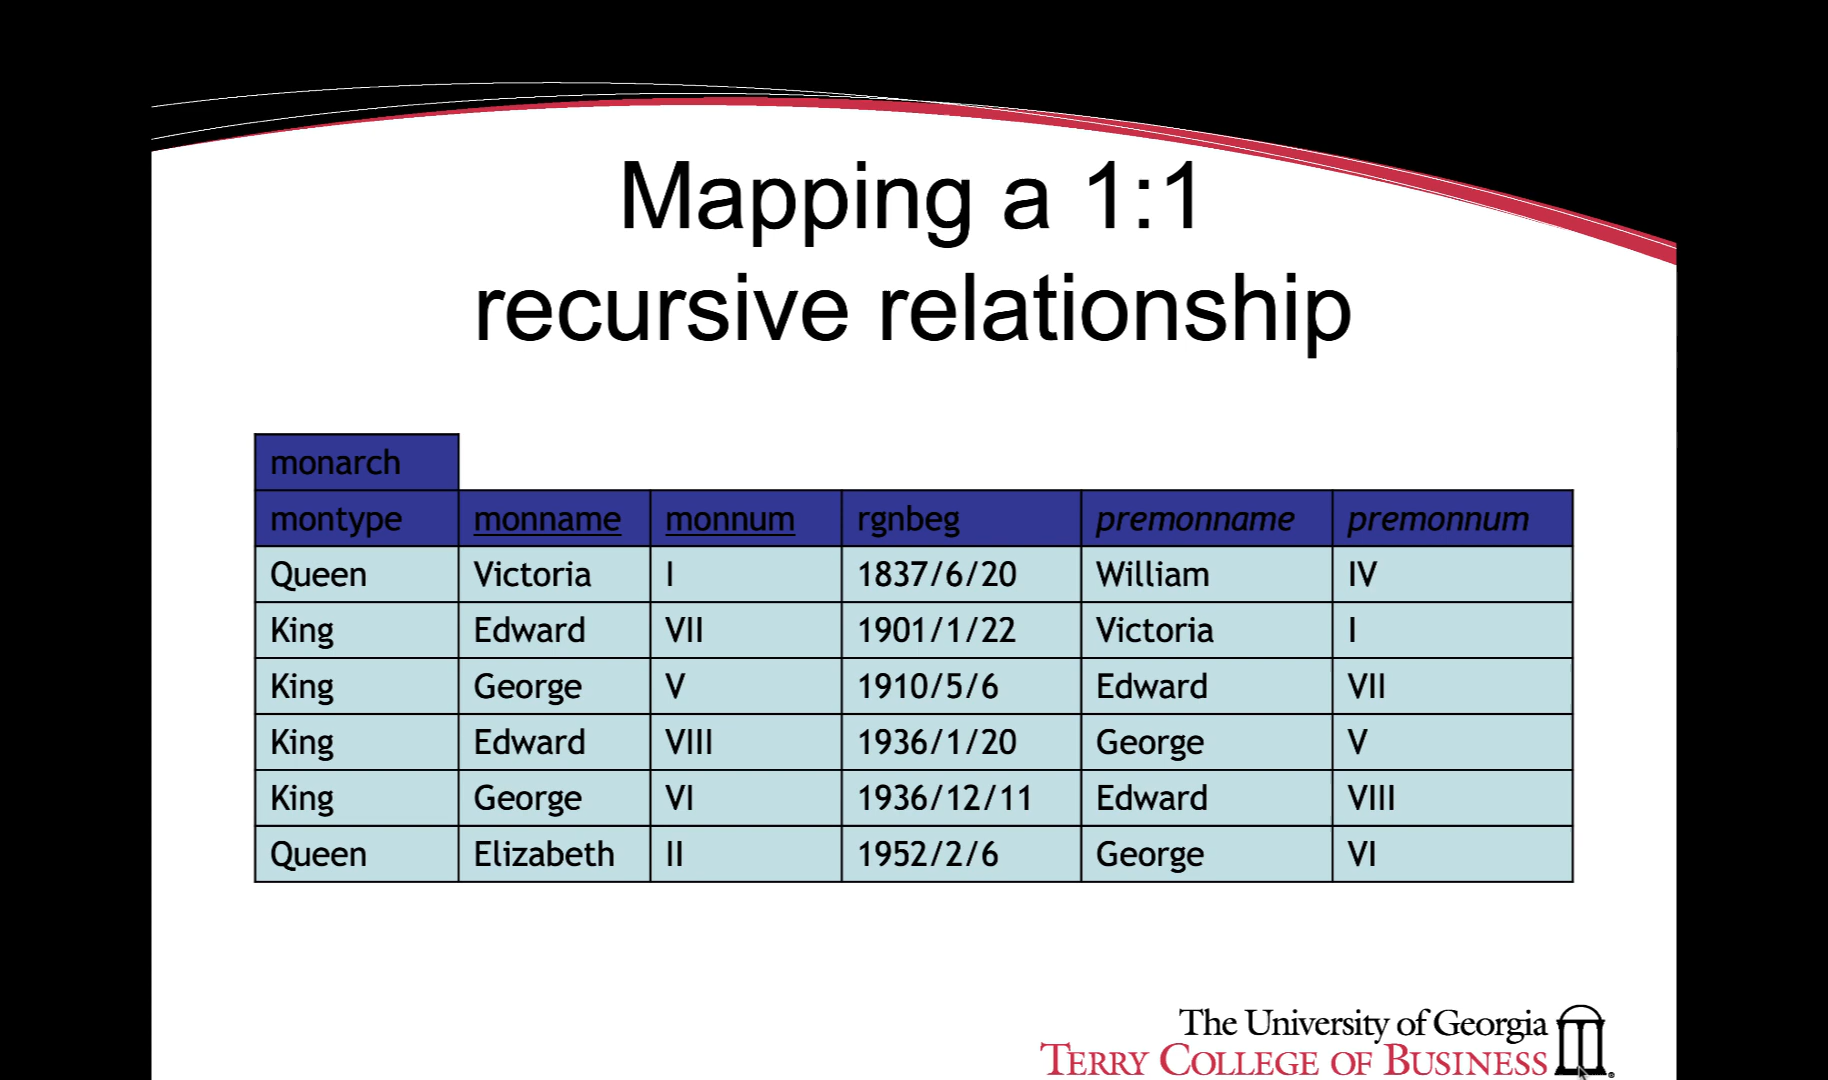 Mapping a 1:1
recursive relationship
monarch
montype monname monnum rgnbeg premonname premonnum
Queen Victoria I 1837/6/20 William IV
King Edward VII 1901/1/22 Victoria I
King George V 1910/5/6 Edward VII
King Edward VIII 1936/1/20 George V
King George VI 1936/12/11 Edward VIII
Queen Elizabeth II 1952/2/6 George VI
The University of Georgia
TERRY COLLEGE OF BUSINESS